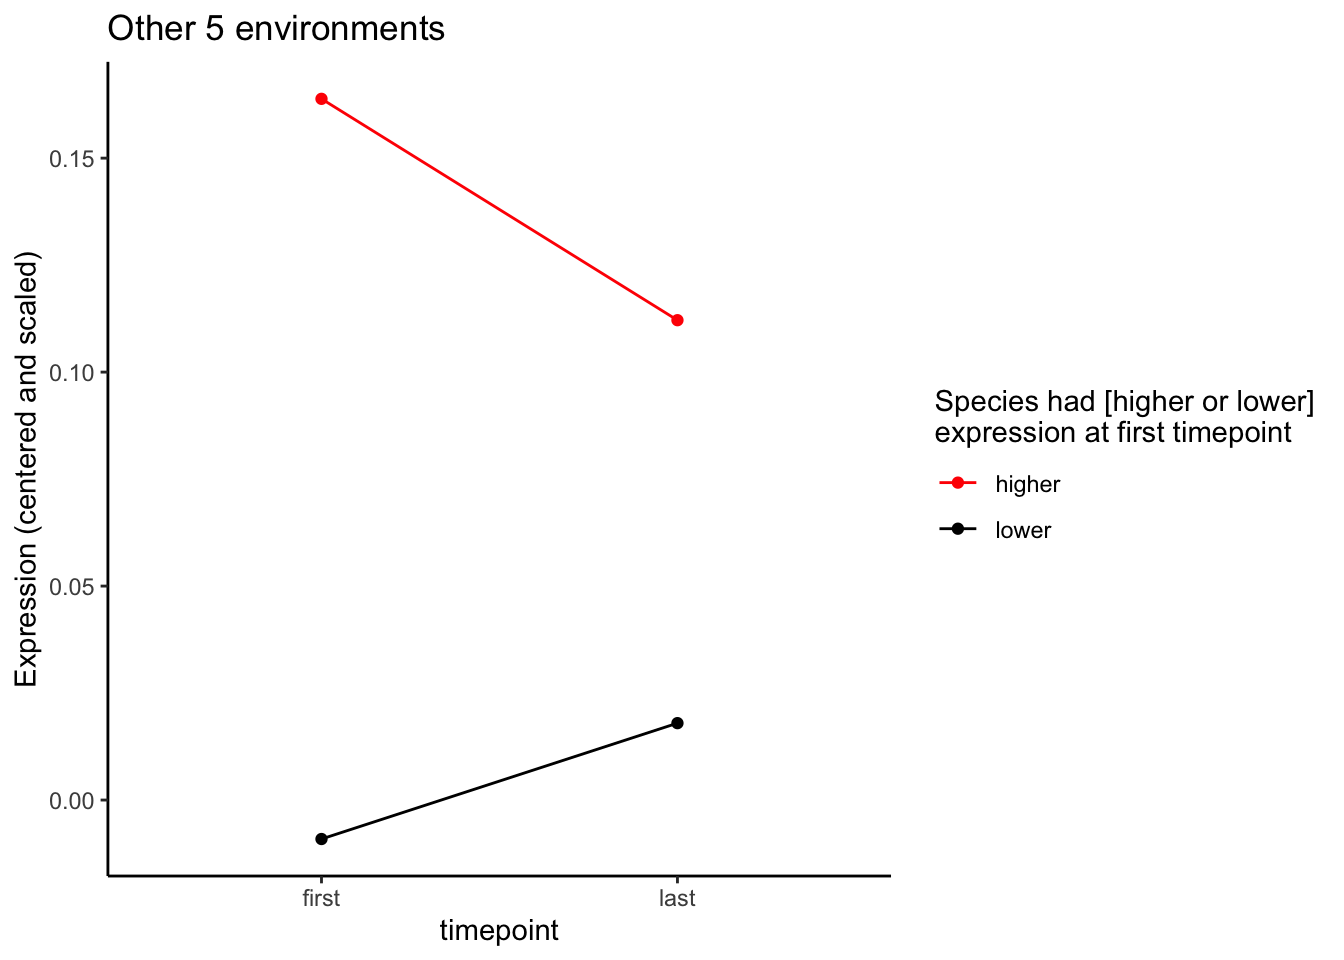 Other 5 environments
Expression (centered and scaled)
0.15
0.10
0.05
0.00
first
last
timepoint
Species had [higher or lower]
expression at first timepoint
higher
lower